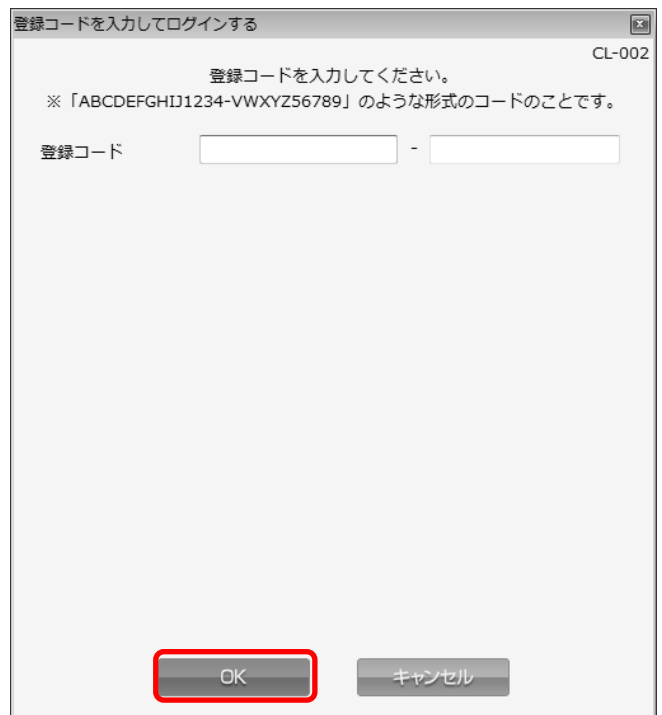 登録コードを入力してログインする
CL-002
登録コードを入力してください。
※「ABCDEFGHIJ1234-VWXYZ56789」のような形式のコードのことです。
登録コード -
OK キャンセル